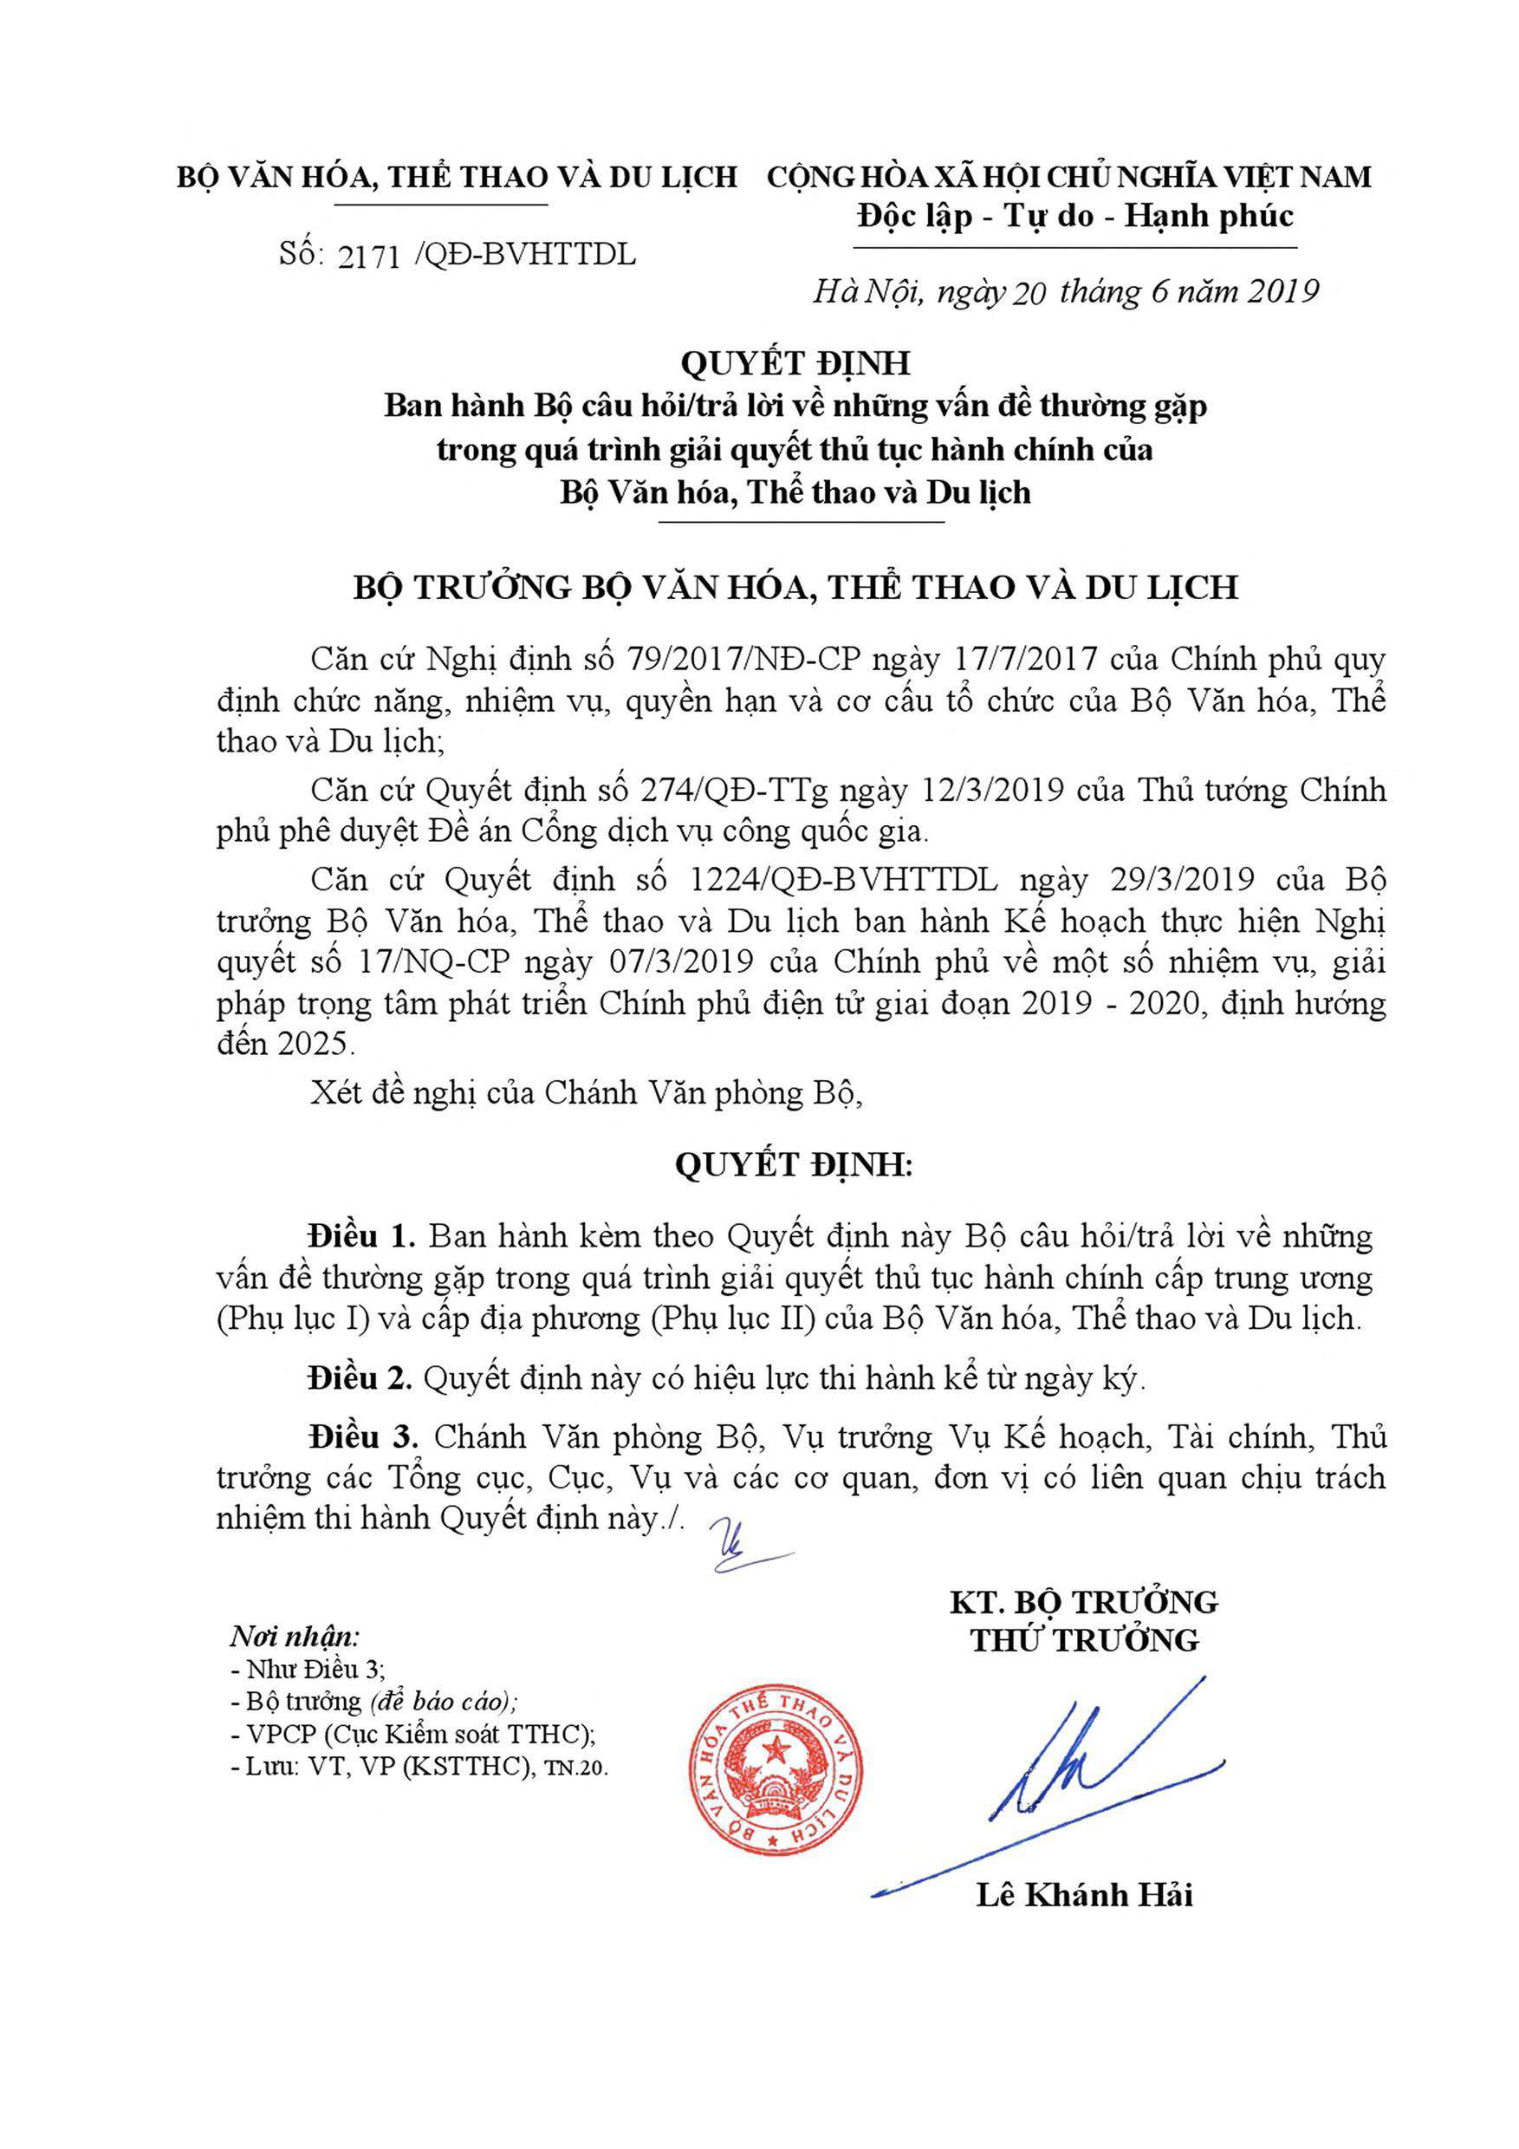 BỘ VĂN HÓA, THỂ THAO VÀ DU LỊCH
Số: 2171 /QĐ-BVHTTDL
CỘNG HÒA XÃ HỘI CHỦ NGHĨA VIỆT NAM
Độc lập - Tự do - Hạnh phúc
Hà Nội, ngày 20 tháng 6 năm 2019
QUYẾT ĐỊNH
Ban hành Bộ câu hỏi/trả lời về những vấn đề thường gặp
trong quá trình giải quyết thủ tục hành chính của
Bộ Văn hóa, Thể thao và Du lịch
BỘ TRƯỞNG BỘ VĂN HÓA, THỂ THAO VÀ DU LỊCH
Căn cứ Nghị định số 79/2017/NĐ-CP ngày 17/7/2017 của Chính phủ quy
định chức năng, nhiệm vụ, quyền hạn và cơ cấu tổ chức của Bộ Văn hóa, Thể
thao và Du lịch;
Căn cứ Quyết định số 274/QĐ-TTg ngày 12/3/2019 của Thủ tướng Chính
phủ phê duyệt Đề án Cổng dịch vụ công quốc gia.
Căn cứ Quyết định số 1224/QĐ-BVHTTDL ngày 29/3/2019 của Bộ
trưởng Bộ Văn hóa, Thể thao và Du lịch ban hành Kế hoạch thực hiện Nghị
quyết số 17/NQ-CP ngày 07/3/2019 của Chính phủ về một số nhiệm vụ, giải
pháp trọng tâm phát triển Chính phủ điện tử giai đoạn 2019 - 2020, định hướng
đến 2025.
Xét đề nghị của Chánh Văn phòng Bộ,
QUYẾT ĐỊNH:
Điều 1. Ban hành kèm theo Quyết định này Bộ câu hỏi/trả lời về những
vấn đề thường gặp trong quá trình giải quyết thủ tục hành chính cấp trung ương
(Phụ lục I) và cấp địa phương (Phụ lục II) của Bộ Văn hóa, Thể thao và Du lịch.
Điều 2. Quyết định này có hiệu lực thi hành kể từ ngày ký.
Điều 3. Chánh Văn phòng Bộ, Vụ trưởng Vụ Kế hoạch, Tài chính, Thủ
trưởng các Tổng cục, Cục, Vụ và các cơ quan, đơn vị có liên quan chịu trách
nhiệm thi hành Quyết định này./.
Nơi nhận:
- Như Điều 3;
- Bộ trưởng (để báo cáo);
- VPCP (Cục Kiểm soát TTHC);
- Lưu: VT, VP (KSTTHC), TN.20.
KT. BỘ TRƯỞNG
THỨ TRƯỞNG
BỘ VĂN HÓA THỂ THAO VÀ DU LỊCH
VIỆT NAM
Lê Khánh Hải